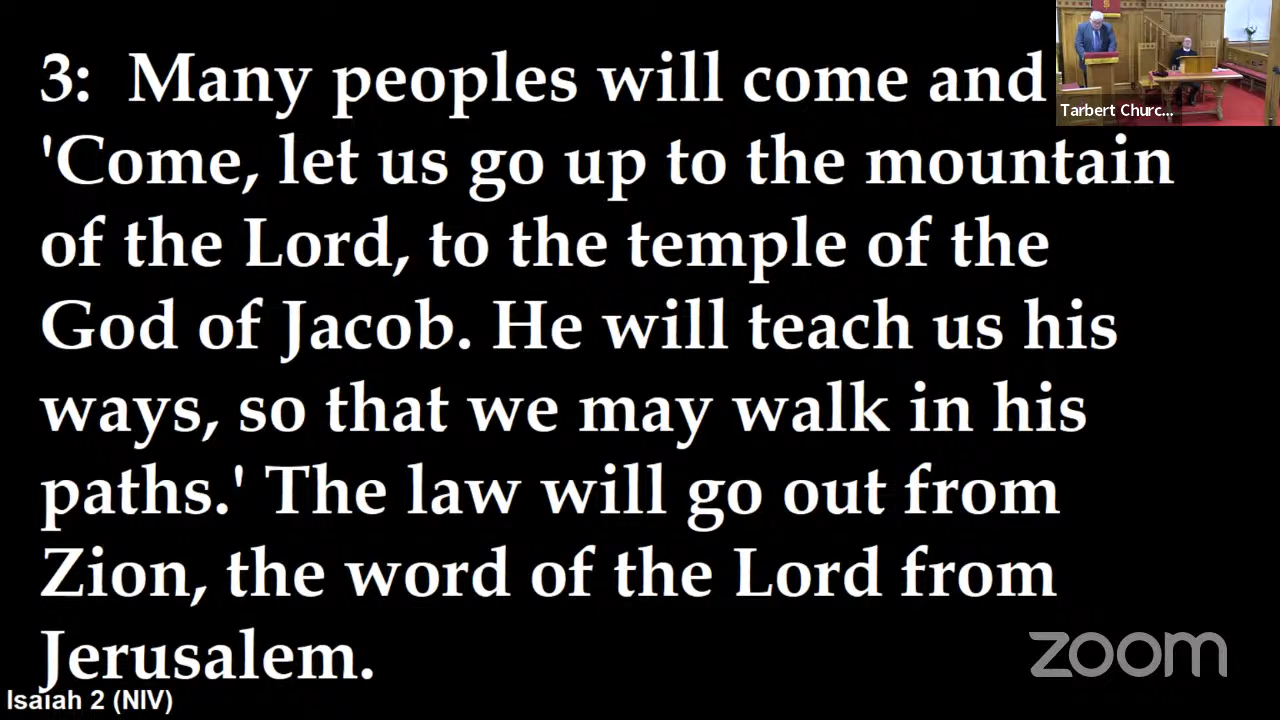 3: Many peoples will come and
'Come, let us go up to the mountain
of the Lord, to the temple of the
God of Jacob. He will teach us his
ways, so that we may walk in his
paths.' The law will go out from
Zion, the word of the Lord from
Jerusalem.
Isaiah 2 (NIV)
Tarbert Churc...
zoom